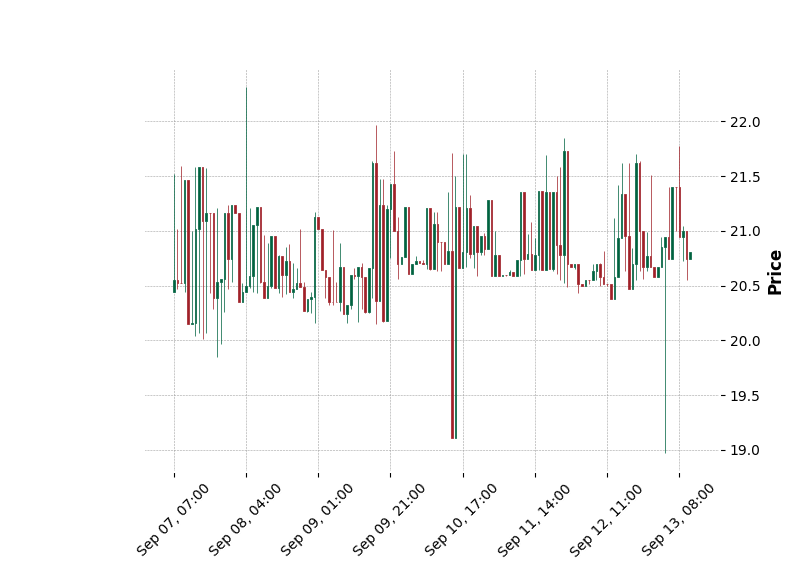 22.0
21.5
21.0
20.5
20.0
19.5
19.0
Price
Sep 07, 07:00
Sep 08, 04:00
Sep 09, 01:00
Sep 09, 21:00
Sep 10, 17:00
Sep 11, 14:00
Sep 12, 11:00
Sep 13, 08:00